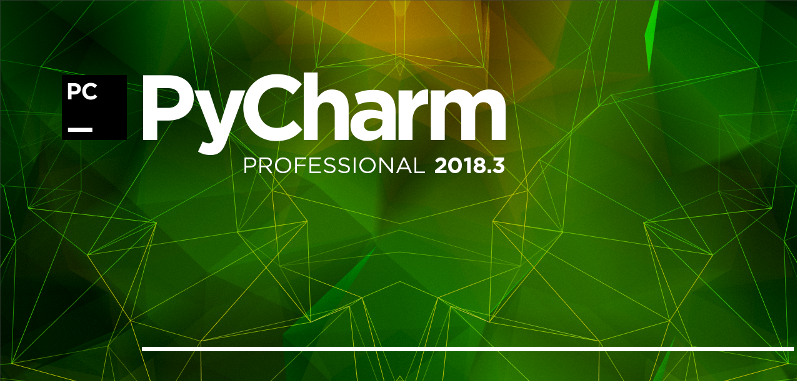 PC
PyCharm
PROFESSIONAL 2018.3